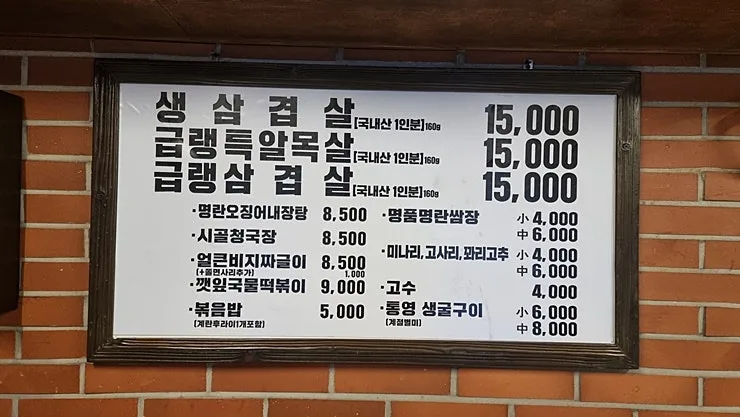 생 삼 겹 살 [국내산 1인분] 160g 15,000
급랭특알목살 [국내산 1인분] 160g 15,000
급랭삼 겹 살 [국내산 1인분] 160g 15,000
·명란오징어내장탕 8,500
·시골청국장 8,500
·얼큰비지짜글이 8,500
(+쫄면사리추가) 1,000
·깻잎국물떡볶이 9,000
·볶음밥 5,000
(계란후라이1개포함)
·명품명란쌈장 小 4,000
中 6,000
·미나리, 고사리, 꽈리고추 小 4,000
中 6,000
·고수 4,000
·통영 생굴구이 小 6,000
(계절별미) 中 8,000